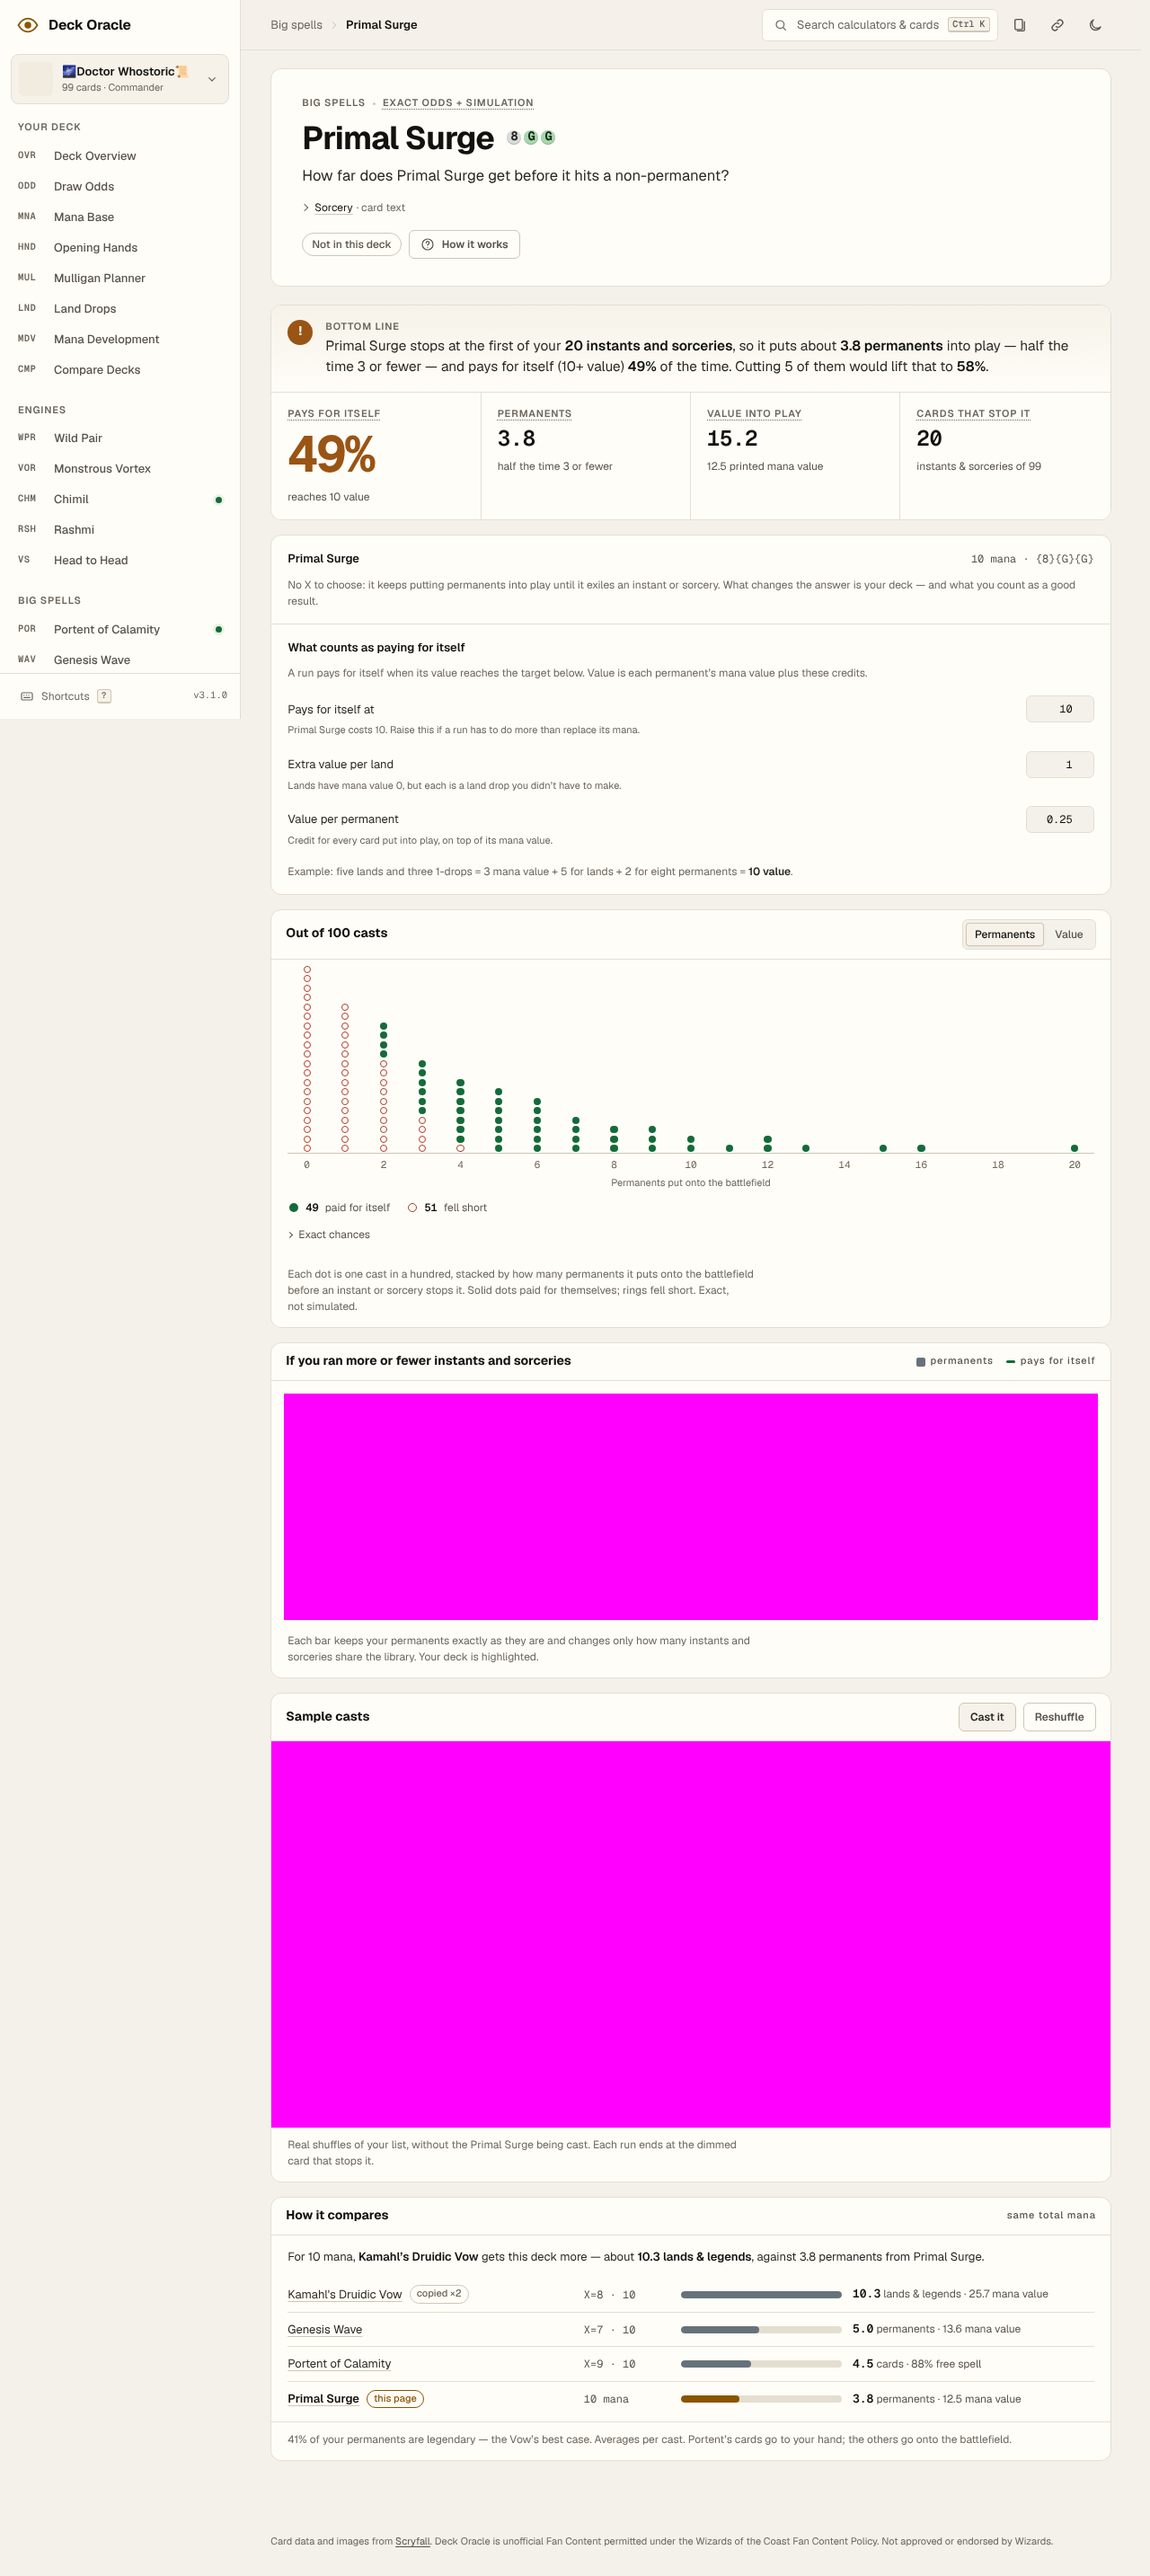 Deck Oracle
🌌Doctor Whostoric📜
99 cards · Commander
YOUR DECK
OVR Deck Overview
ODD Draw Odds
MNA Mana Base
HND Opening Hands
MUL Mulligan Planner
LND Land Drops
MDV Mana Development
CMP Compare Decks
ENGINES
WPR Wild Pair
VOR Monstrous Vortex
CHM Chimil
RSH Rashmi
VS Head to Head
BIG SPELLS
POR Portent of Calamity
WAV Genesis Wave
Shortcuts ? v3.1.0
Big spells > Primal Surge
Search calculators & cards Ctrl K
BIG SPELLS · EXACT ODDS + SIMULATION
Primal Surge 8 G G
How far does Primal Surge get before it hits a non-permanent?
> Sorcery · card text
Not in this deck
How it works
! BOTTOM LINE
Primal Surge stops at the first of your 20 instants and sorceries, so it puts about 3.8 permanents into play — half the
time 3 or fewer — and pays for itself (10+ value) 49% of the time. Cutting 5 of them would lift that to 58%.
PAYS FOR ITSELF
49%
reaches 10 value
PERMANENTS
3.8
half the time 3 or fewer
VALUE INTO PLAY
15.2
12.5 printed mana value
CARDS THAT STOP IT
20
instants & sorceries of 99
Primal Surge 10 mana · {8}{G}{G}
No X to choose: it keeps putting permanents into play until it exiles an instant or sorcery. What changes the answer is your deck — and what you count as a good
result.
What counts as paying for itself
A run pays for itself when its value reaches the target below. Value is each permanent's mana value plus these credits.
Pays for itself at 10
Primal Surge costs 10. Raise this if a run has to do more than replace its mana.
Extra value per land 1
Lands have mana value 0, but each is a land drop you didn't have to make.
Value per permanent 0.25
Credit for every card put into play, on top of its mana value.
Example: five lands and three 1-drops = 3 mana value + 5 for lands + 2 for eight permanents = 10 value.
Out of 100 casts Permanents Value
0 2 4 6 8 10 12 14 16 18 20
Permanents put onto the battlefield
49 paid for itself 51 fell short
> Exact chances
Each dot is one cast in a hundred, stacked by how many permanents it puts onto the battlefield
before an instant or sorcery stops it. Solid dots paid for themselves; rings fell short. Exact,
not simulated.
If you ran more or fewer instants and sorceries permanents pays for itself
Each bar keeps your permanents exactly as they are and changes only how many instants and
sorceries share the library. Your deck is highlighted.
Sample casts Cast it Reshuffle
Real shuffles of your list, without the Primal Surge being cast. Each run ends at the dimmed
card that stops it.
How it compares same total mana
For 10 mana, Kamahl's Druidic Vow gets this deck more — about 10.3 lands & legends, against 3.8 permanents from Primal Surge.
Kamahl's Druidic Vow copied ×2 X=8 · 10 10.3 lands & legends · 25.7 mana value
Genesis Wave X=7 · 10 5.0 permanents · 13.6 mana value
Portent of Calamity X=9 · 10 4.5 cards · 88% free spell
Primal Surge this page 10 mana 3.8 permanents · 12.5 mana value
41% of your permanents are legendary — the Vow's best case. Averages per cast. Portent's cards go to your hand; the others go onto the battlefield.
Card data and images from Scryfall. Deck Oracle is unofficial Fan Content permitted under the Wizards of the Coast Fan Content Policy. Not approved or endorsed by Wizards.